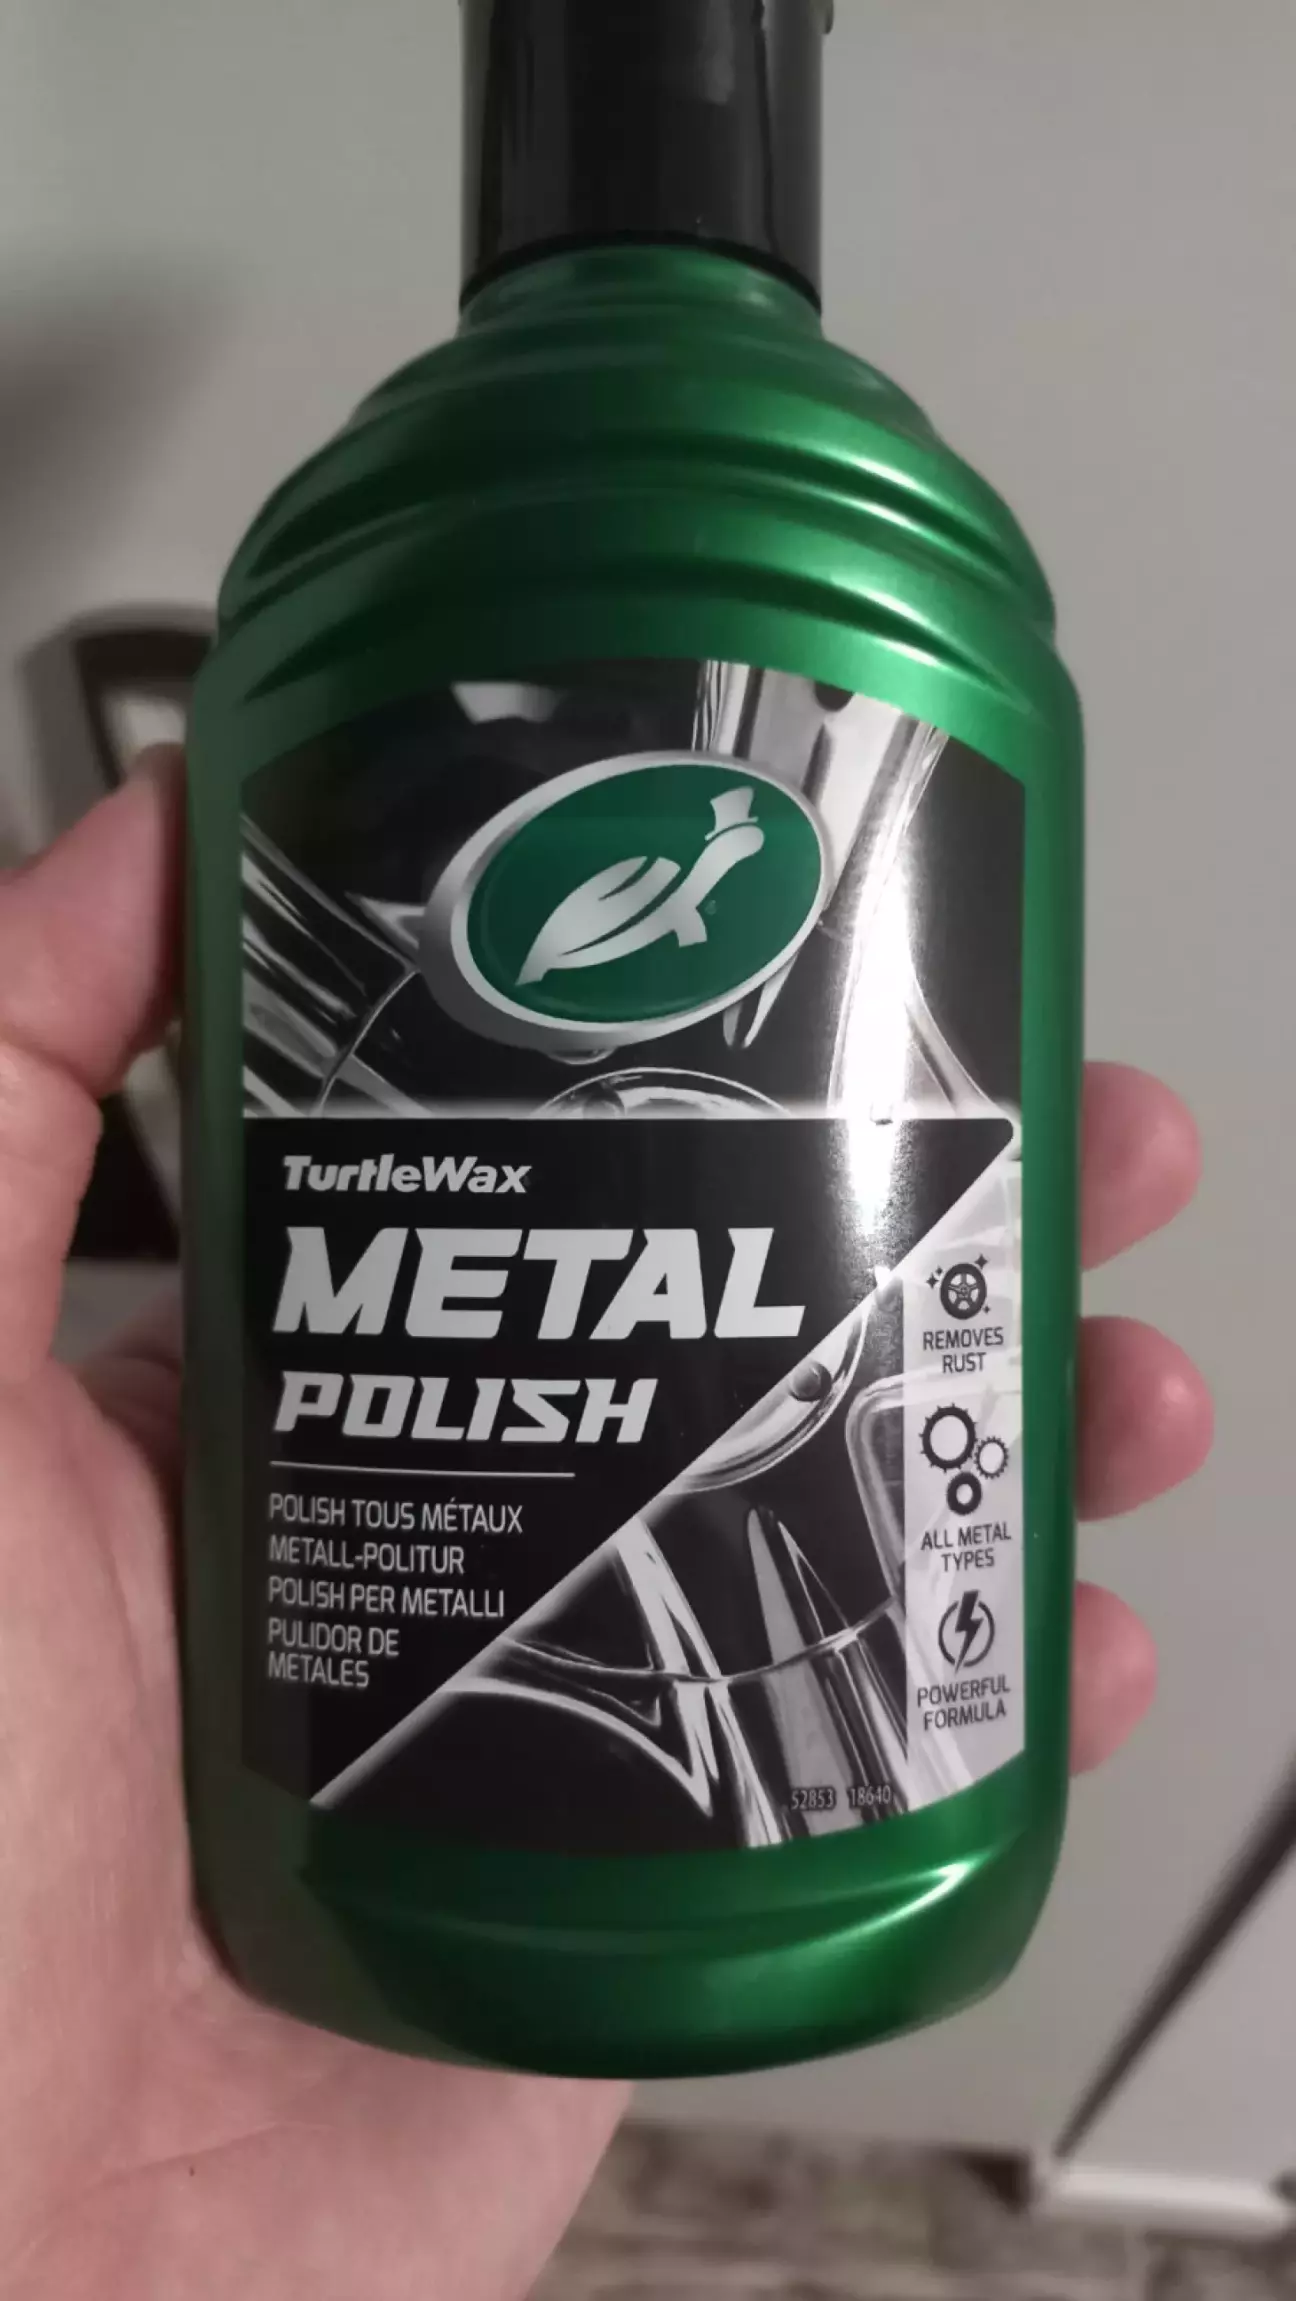 TurtleWax
METAL
POLISH
POLISH TOUS MÉTAUX
METALL-POLITUR
POLISH PER METALLI
PULIDOR DE
METALES
REMOVES
RUST
ALL METAL
TYPES
POWERFUL
FORMULA
52853 18640